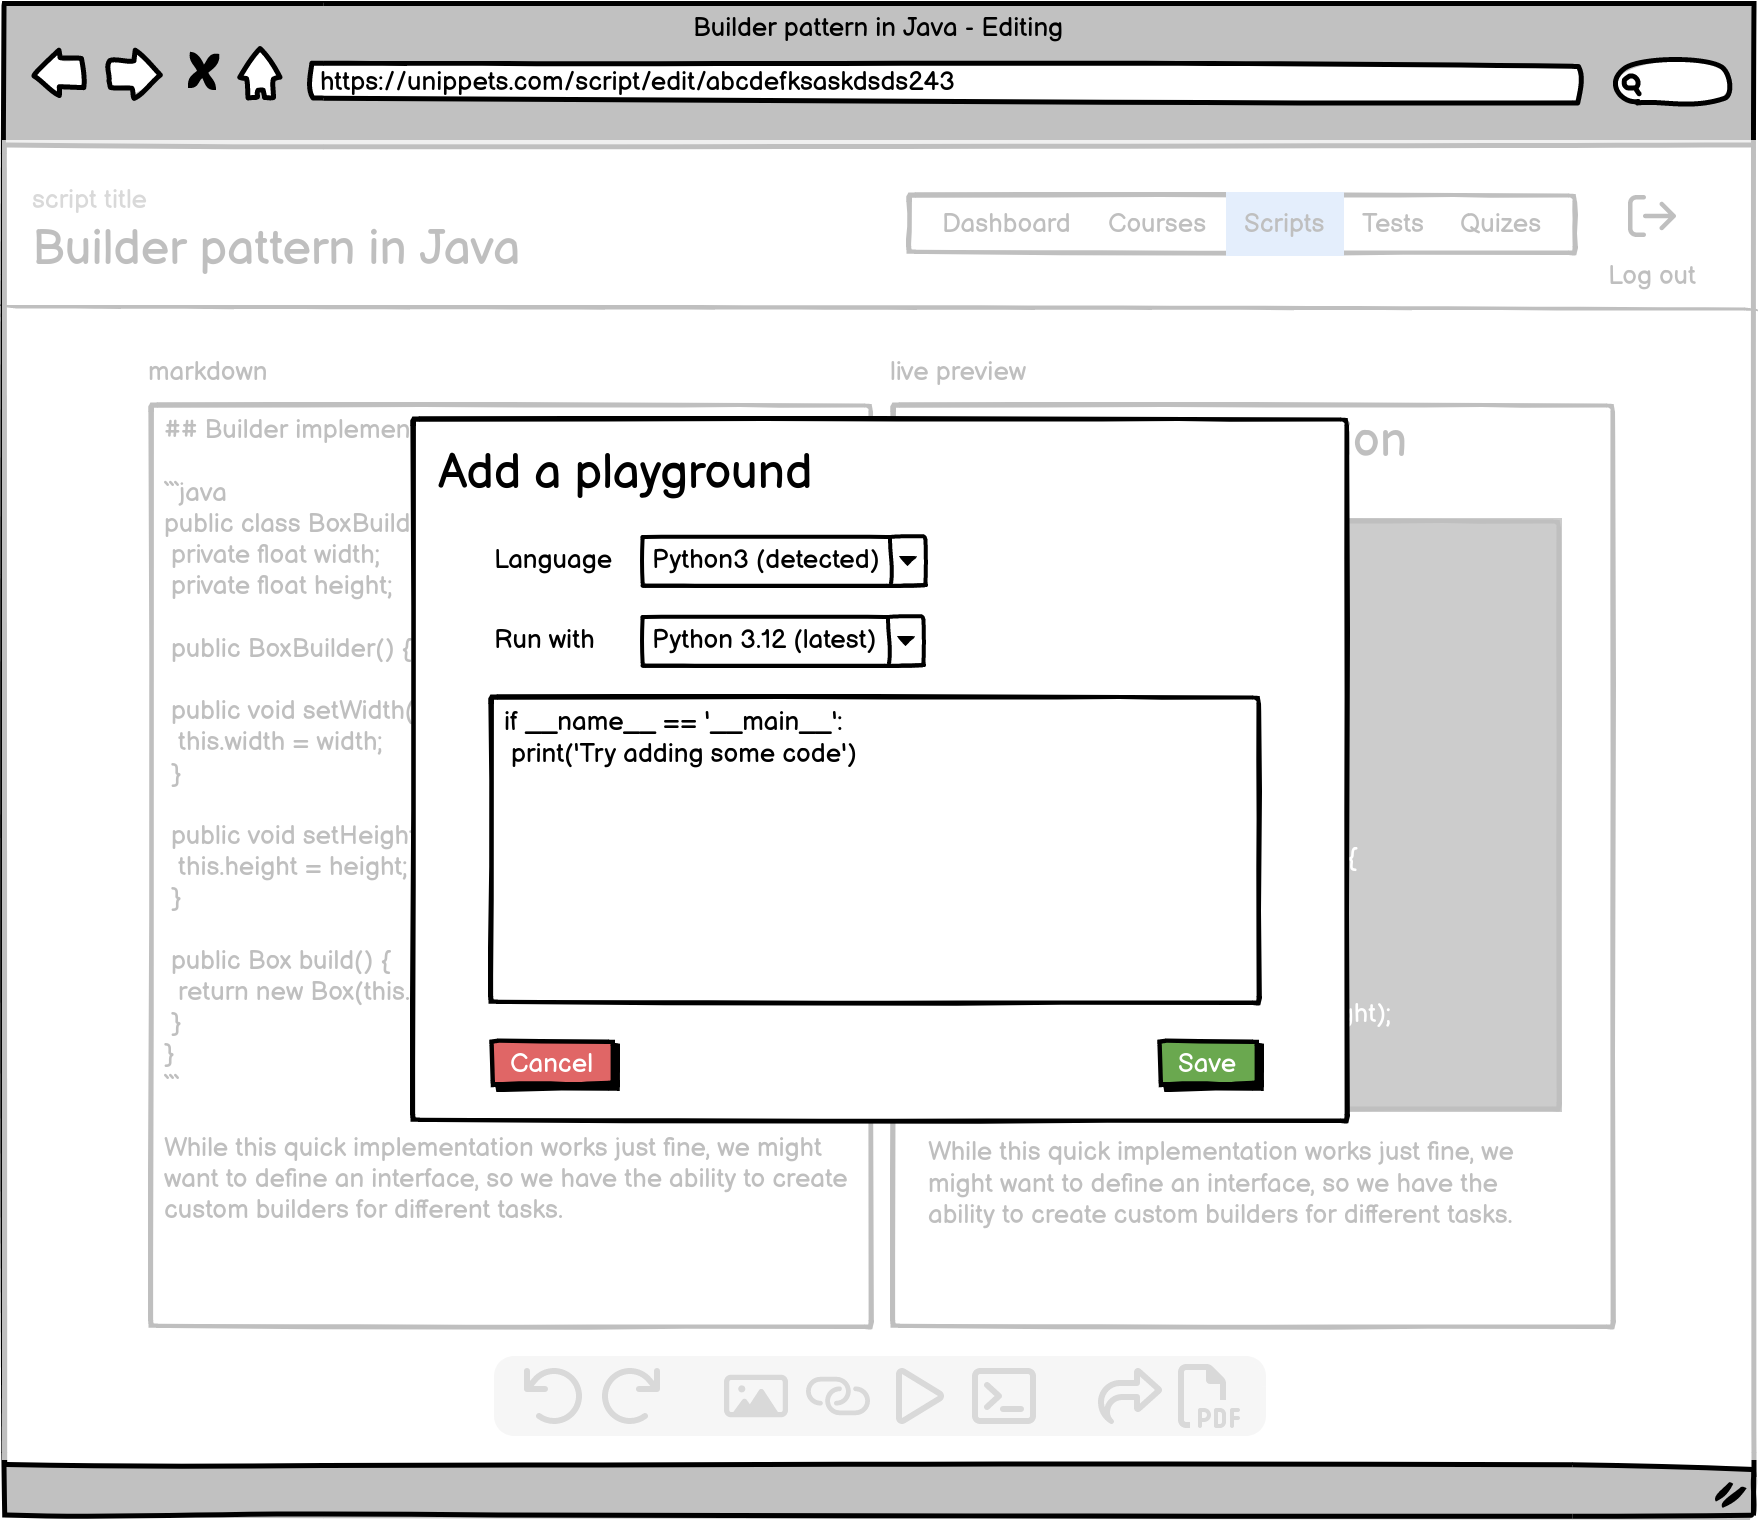 Builder pattern in Java - Editing
https://unippets.com/script/edit/abcdefksaskdsds243
script title
Builder pattern in Java
Dashboard Courses Scripts Tests Quizes
Log out
markdown
## Builder implemen
```java
public class BoxBuild
private float width;
private float height;
public BoxBuilder() {
public void setWidth(
this.width = width;
}
public void setHeight
this.height = height;
}
public Box build() {
return new Box(this.
}
}
```
While this quick implementation works just fine, we might
want to define an interface, so we have the ability to create
custom builders for different tasks.
live preview
on
{
ght);
While this quick implementation works just fine, we
might want to define an interface, so we have the
ability to create custom builders for different tasks.
Add a playground
Language Python3 (detected)
Run with Python 3.12 (latest)
if __name__ == '__main__':
print('Try adding some code')
Cancel
Save
PDF